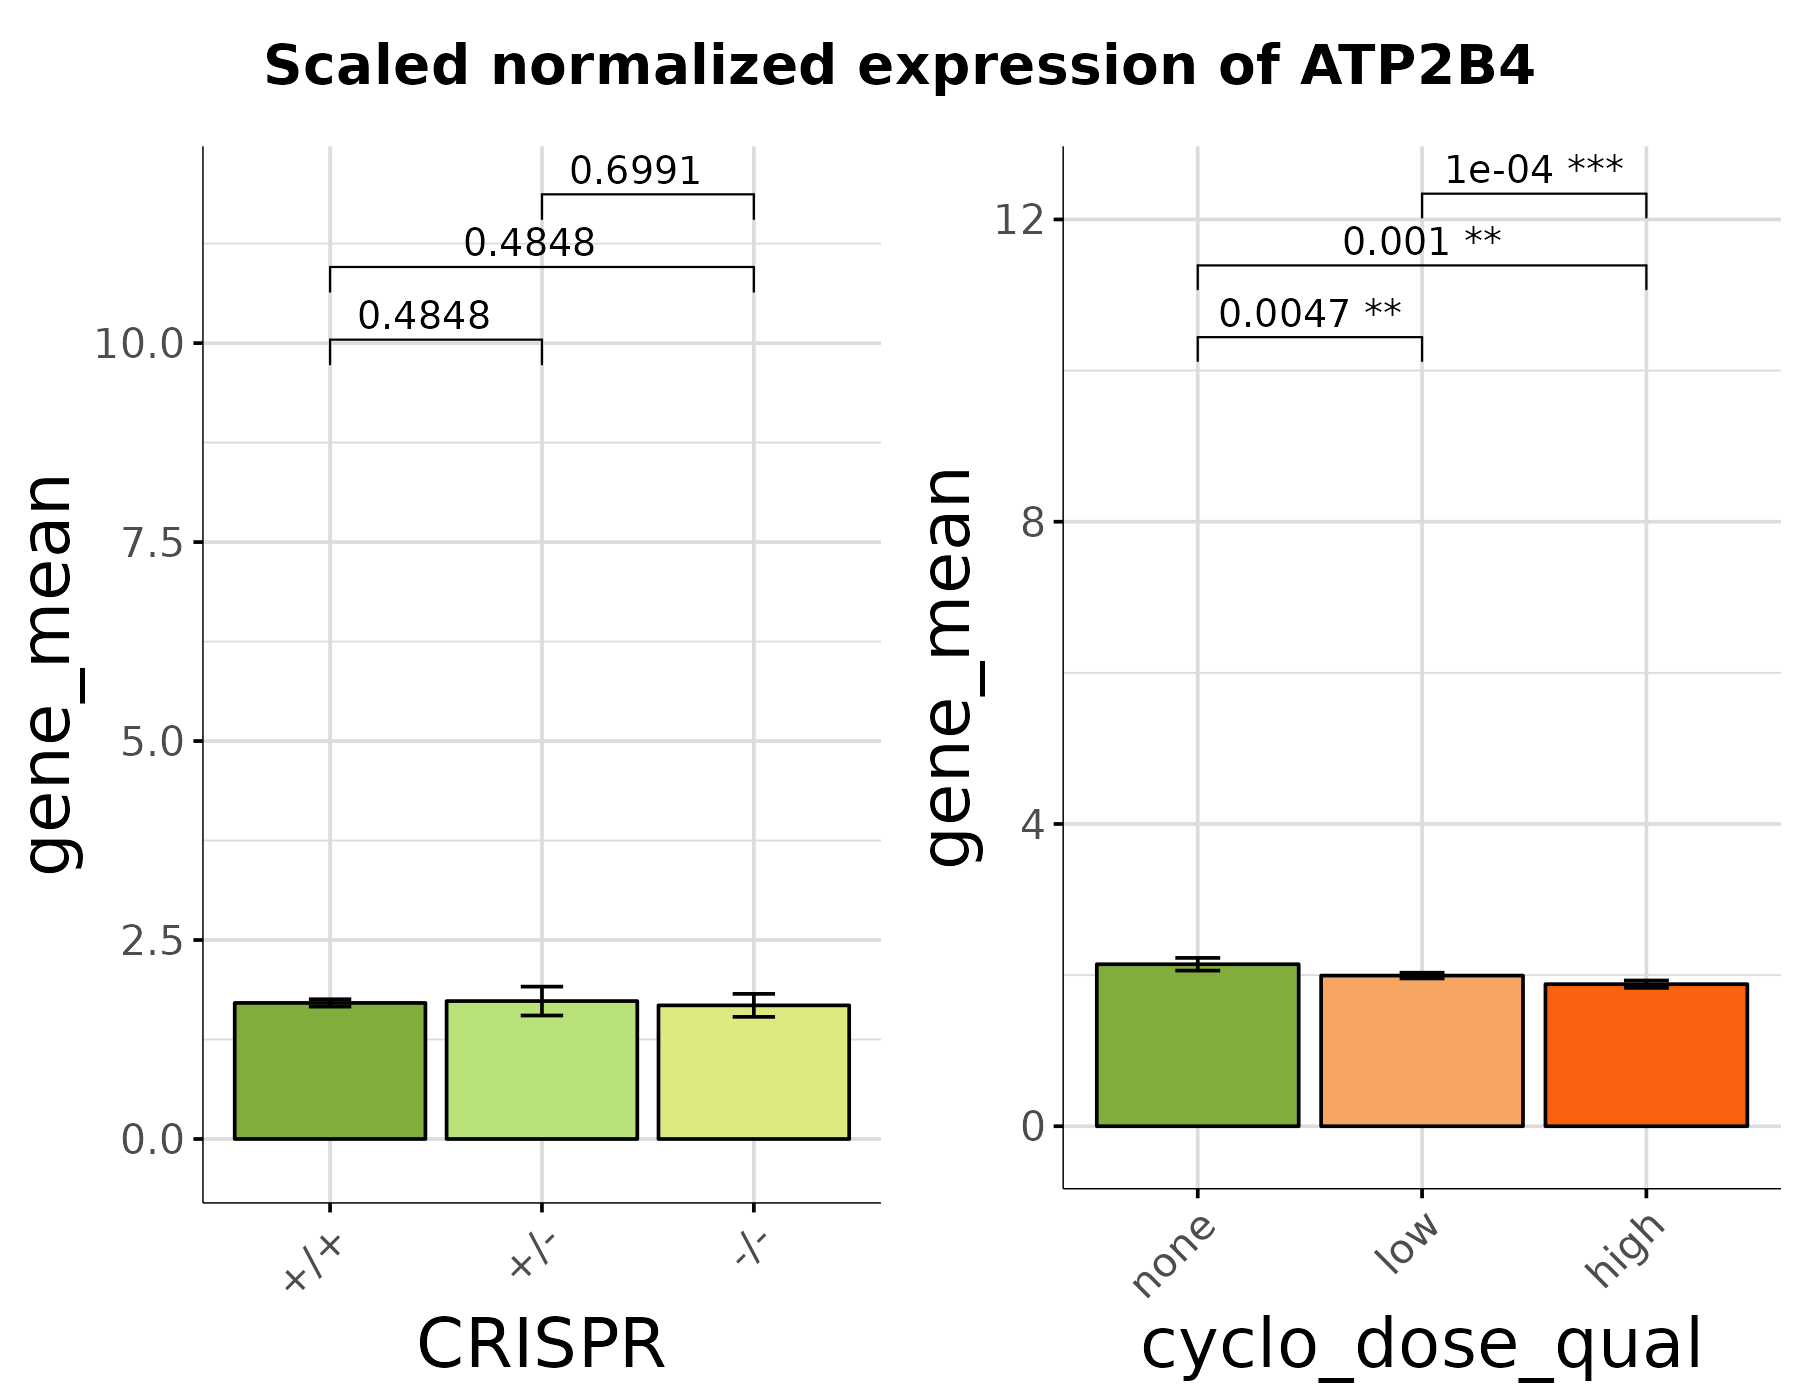 Scaled normalized expression of ATP2B4
gene_mean
0.6991
0.4848
0.4848
10.0
7.5
5.0
2.5
0.0
+/+
+/-
-/-
CRISPR
gene_mean
1e-04 ***
0.001 **
0.0047 **
12
8
4
0
none
low
high
cyclo_dose_qual